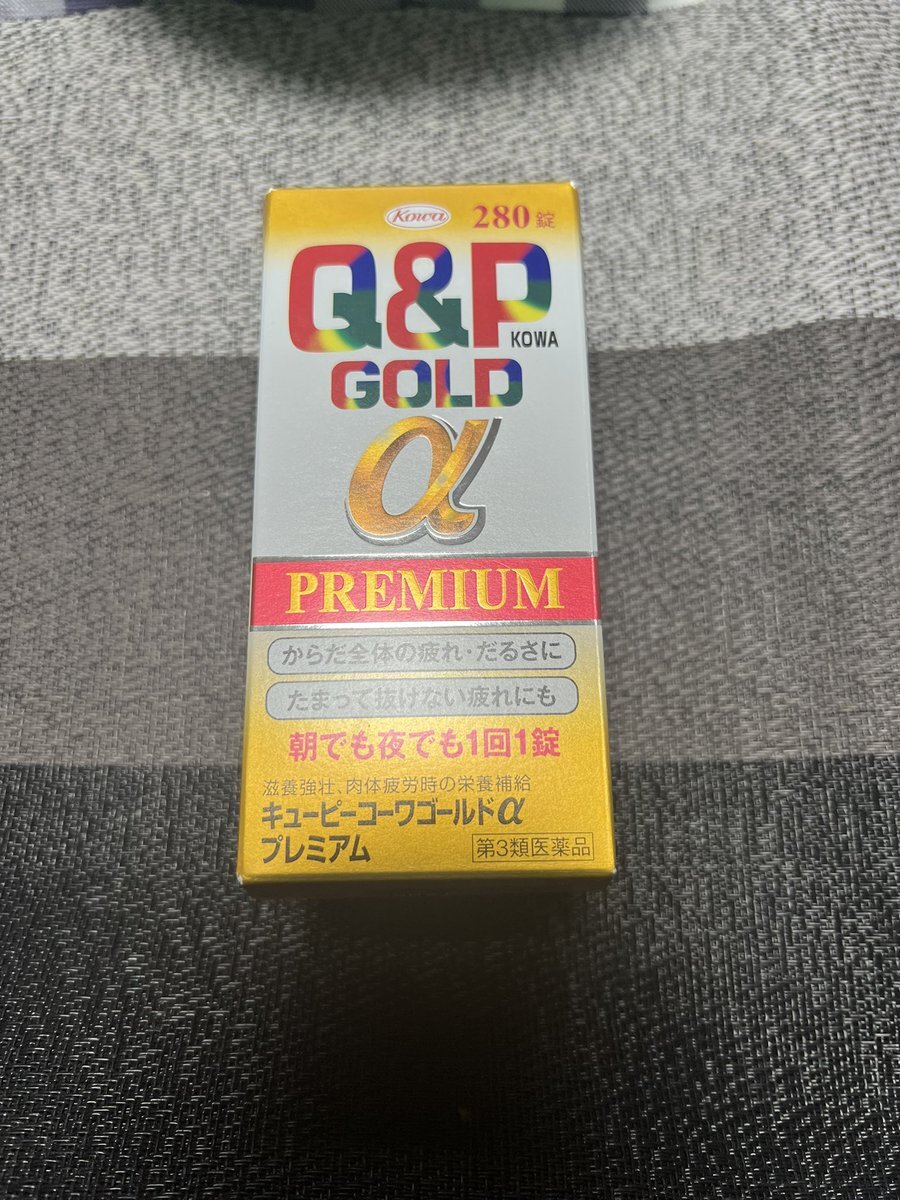 Kowa 280錠
Q&P
KOWA
GOLD
α
PREMIUM
からだ全体の疲れ・だるさに
たまって抜けない疲れにも
朝でも夜でも1回1錠
滋養強壮、肉体疲労時の栄養補給
キューピーコーワゴールドα
プレミアム 第3類医薬品